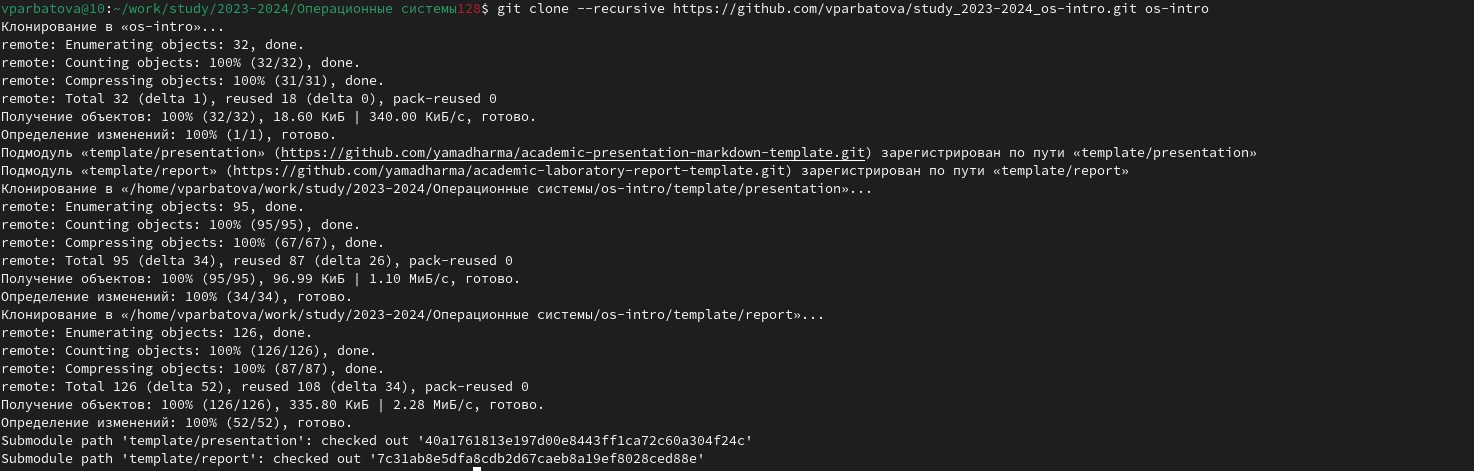 vparbatova@10:~/work/study/2023-2024/Операционные системы128$ git clone --recursive https://github.com/vparbatova/study_2023-2024_os-intro.git os-intro
Клонирование в «os-intro»...
remote: Enumerating objects: 32, done.
remote: Counting objects: 100% (32/32), done.
remote: Compressing objects: 100% (31/31), done.
remote: Total 32 (delta 1), reused 18 (delta 0), pack-reused 0
Получение объектов: 100% (32/32), 18.60 КиБ | 340.00 КиБ/с, готово.
Определение изменений: 100% (1/1), готово.
Подмодуль «template/presentation» (https://github.com/yamadharma/academic-presentation-markdown-template.git) зарегистрирован по пути «template/presentation»
Подмодуль «template/report» (https://github.com/yamadharma/academic-laboratory-report-template.git) зарегистрирован по пути «template/report»
Клонирование в «/home/vparbatova/work/study/2023-2024/Операционные системы/os-intro/template/presentation»...
remote: Enumerating objects: 95, done.
remote: Counting objects: 100% (95/95), done.
remote: Compressing objects: 100% (67/67), done.
remote: Total 95 (delta 34), reused 87 (delta 26), pack-reused 0
Получение объектов: 100% (95/95), 96.99 КиБ | 1.10 МиБ/с, готово.
Определение изменений: 100% (34/34), готово.
Клонирование в «/home/vparbatova/work/study/2023-2024/Операционные системы/os-intro/template/report»...
remote: Enumerating objects: 126, done.
remote: Counting objects: 100% (126/126), done.
remote: Compressing objects: 100% (87/87), done.
remote: Total 126 (delta 52), reused 108 (delta 34), pack-reused 0
Получение объектов: 100% (126/126), 335.80 КиБ | 2.28 МиБ/с, готово.
Определение изменений: 100% (52/52), готово.
Submodule path 'template/presentation': checked out '40a1761813e197d00e8443ff1ca72c60a304f24c'
Submodule path 'template/report': checked out '7c31ab8e5dfa8cdb2d67caeb8a19ef8028ced88e'